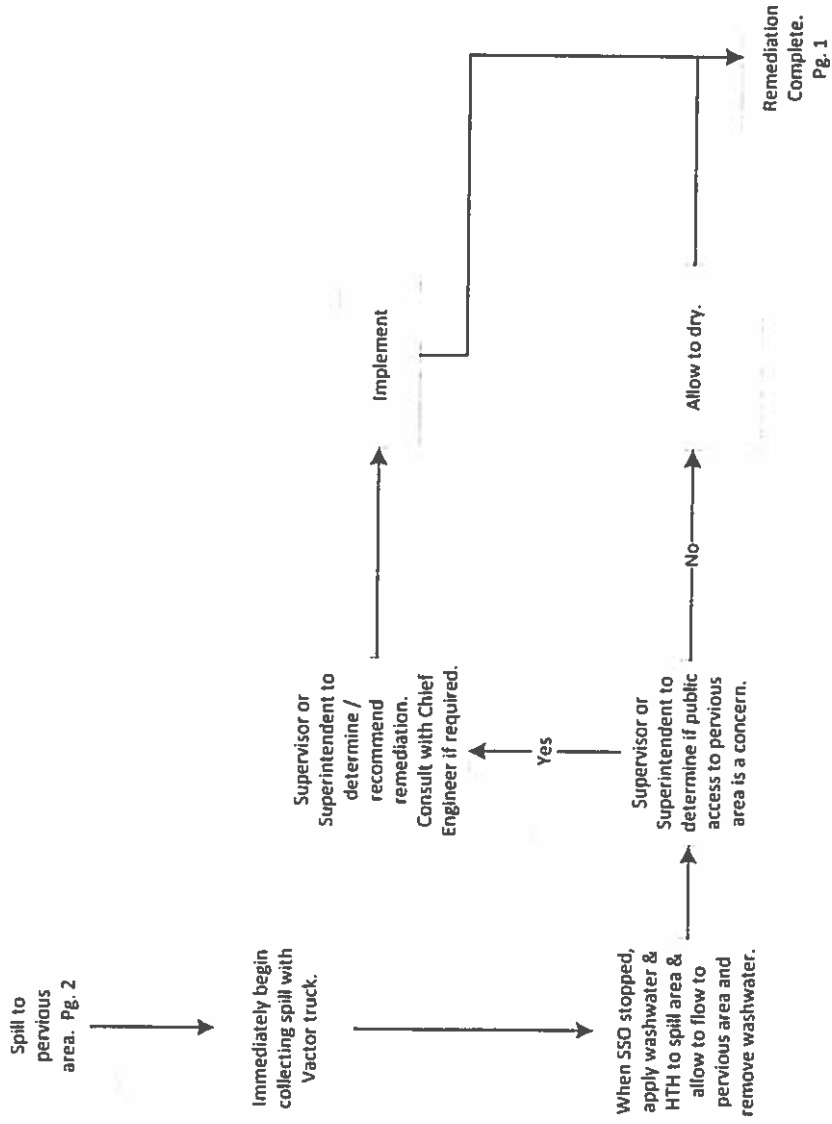 Spill to
pervious
area.  Pg. 2
Immediately begin
collecting spill with
Vactor truck.
When SSO stopped,
apply washwater &
HTH to spill area &
allow to flow to
pervious area and
remove washwater.
Supervisor or
Superintendent to
determine if public
access to pervious
area is a concern.
Yes
Supervisor or
Superintendent to
determine /
recommend
remediation.
Consult with Chief
Engineer if required.
Implement
No
Allow to dry.
Remediation
Complete.
Pg. 1